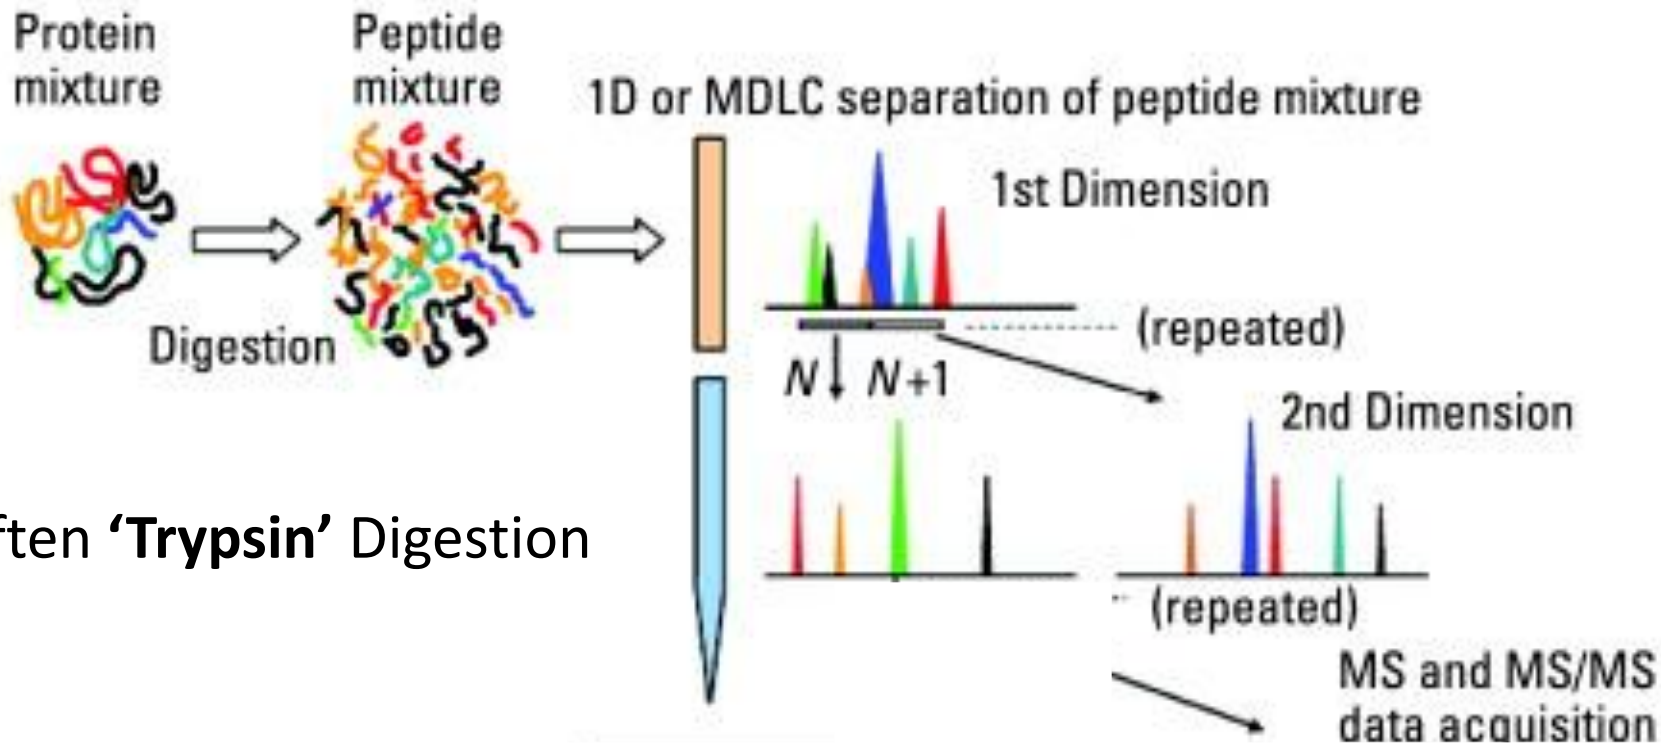 Protein
mixture
Peptide
mixture
1D or MDLC separation of peptide mixture
1st Dimension
Digestion
(repeated)
N N+1
2nd Dimension
ften ‘Trypsin’ Digestion
(repeated)
MS and MS/MS
data acquisition